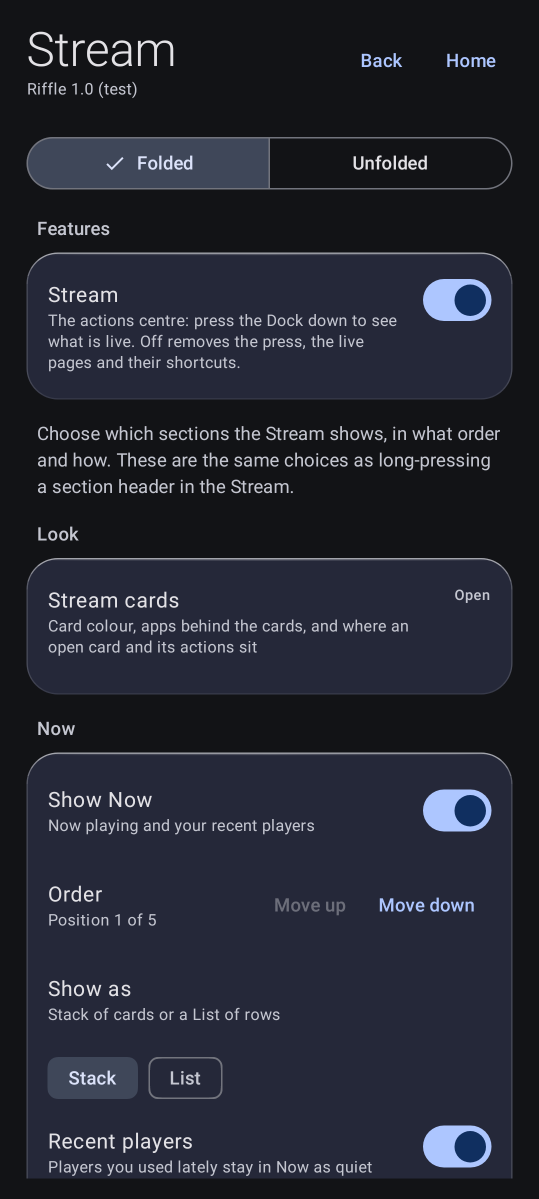 Stream
Back
Home
Riffle 1.0 (test)
Folded
Unfolded
Features
Stream
The actions centre: press the Dock down to see
what is live. Off removes the press, the live
pages and their shortcuts.
Choose which sections the Stream shows, in what order
and how. These are the same choices as long-pressing
a section header in the Stream.
Look
Stream cards
Open
Card colour, apps behind the cards, and where an
open card and its actions sit
Now
Show Now
Now playing and your recent players
Order
Position 1 of 5
Move up
Move down
Show as
Stack of cards or a List of rows
Stack
List
Recent players
Players you used lately stay in Now as quiet